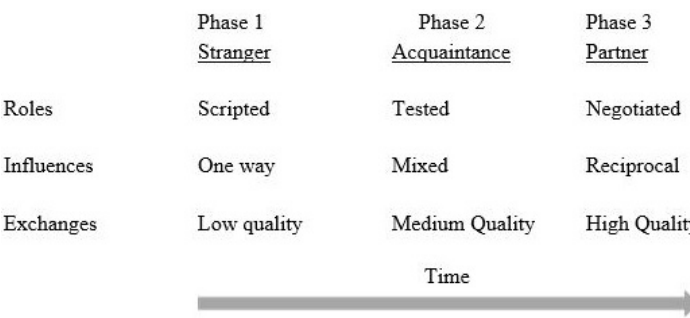 Phase 1 Phase 2 Phase 3
Stranger Acquaintance Partner
Roles Scripted Tested Negotiated
Influences One way Mixed Reciprocal
Exchanges Low quality Medium Quality High Quality
Time